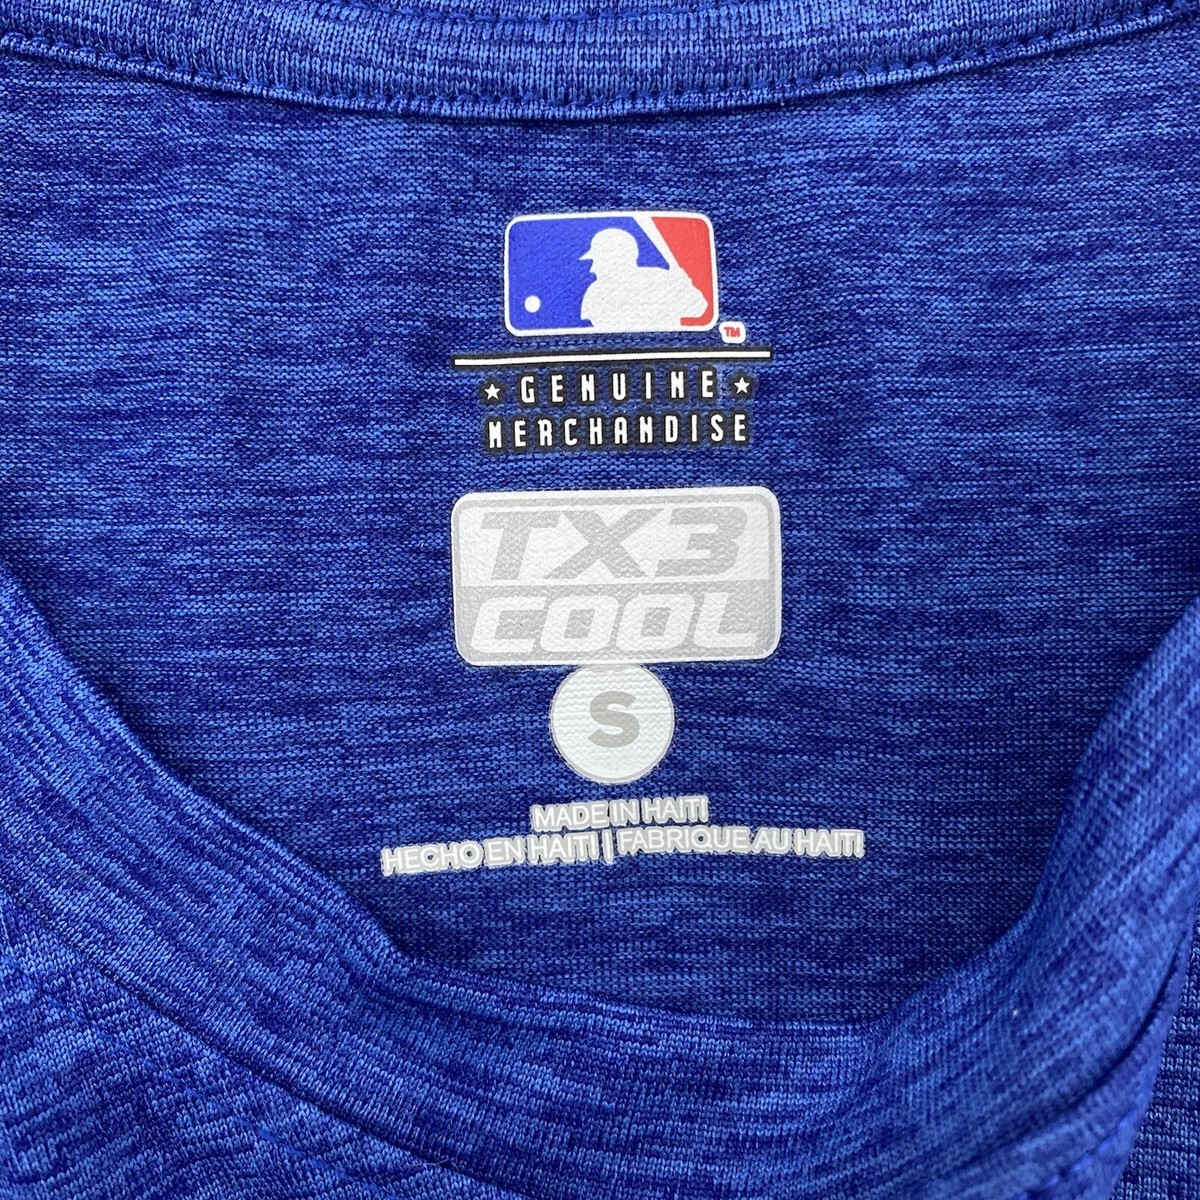 TM
★ GENUINE ★
MERCHANDISE
TX3
COOL
S
MADE IN HAITI
HECHO EN HAITI | FABRIQUE AU HAITI